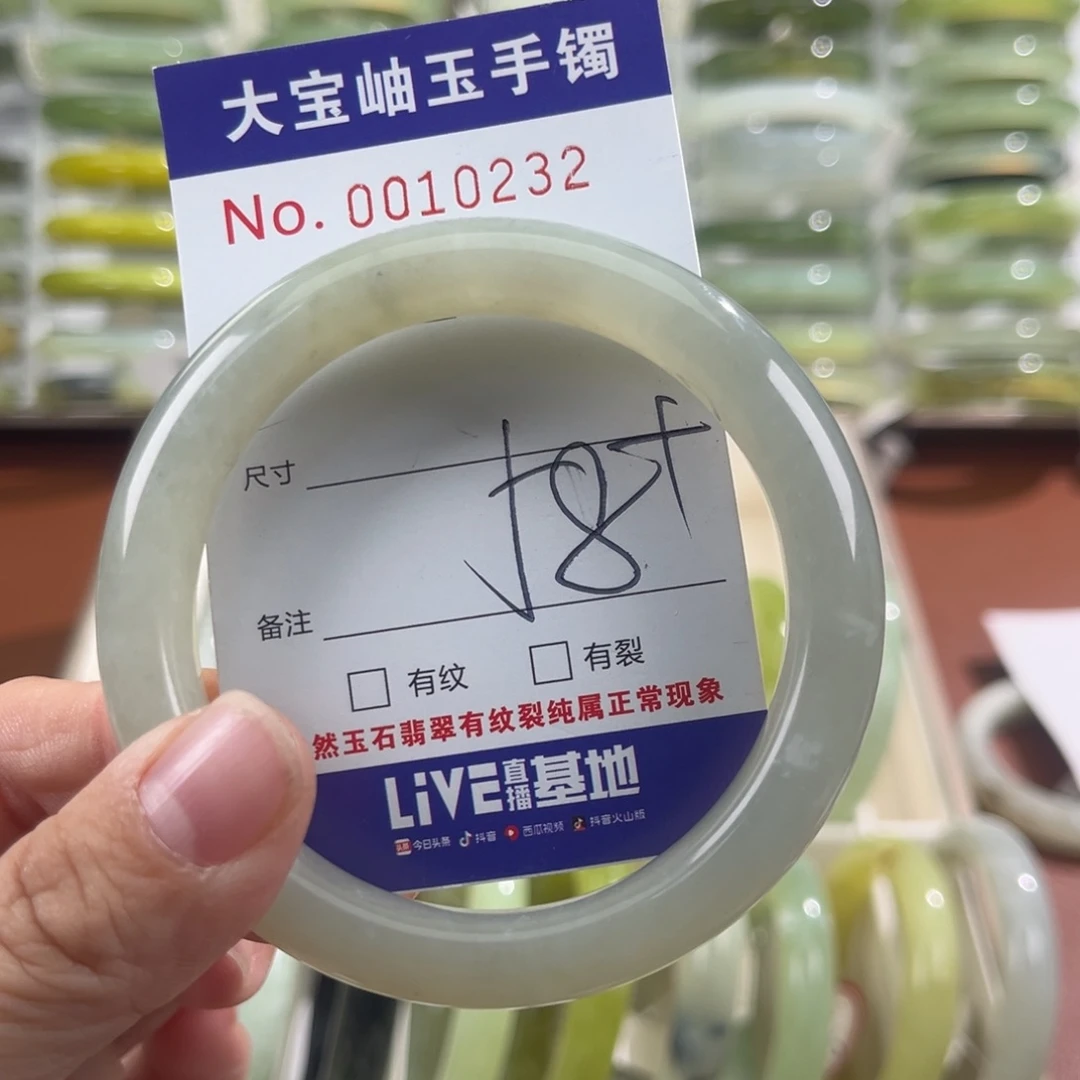 大宝岫玉手镯
No. 0010232
尺寸
备注
有纹 有裂
然玉石翡翠有纹裂纯属正常现象
LiVE直播基地
今日头条 抖音 西瓜视频 抖音火山版